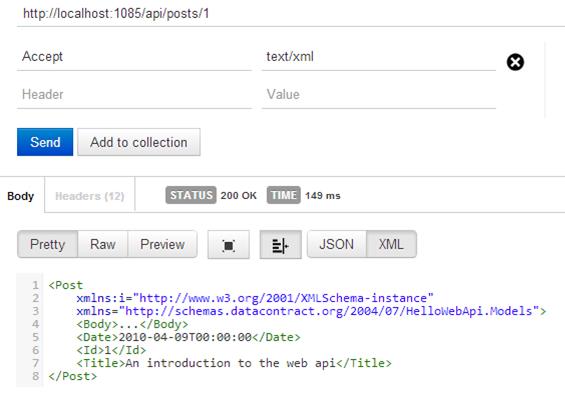 http://localhost:1085/api/posts/1
Accept text/xml
Header Value
Send Add to collection
Body Headers (12) STATUS 200 OK TIME 149 ms
Pretty Raw Preview JSON XML
1 <Post
2 xmlns:i="http://www.w3.org/2001/XMLSchema-instance"
3 xmlns="http://schemas.datacontract.org/2004/07/HelloWebApi.Models">
4 <Body>...</Body>
5 <Date>2010-04-09T00:00:00</Date>
6 <Id>1</Id>
7 <Title>An introduction to the web api</Title>
8 </Post>